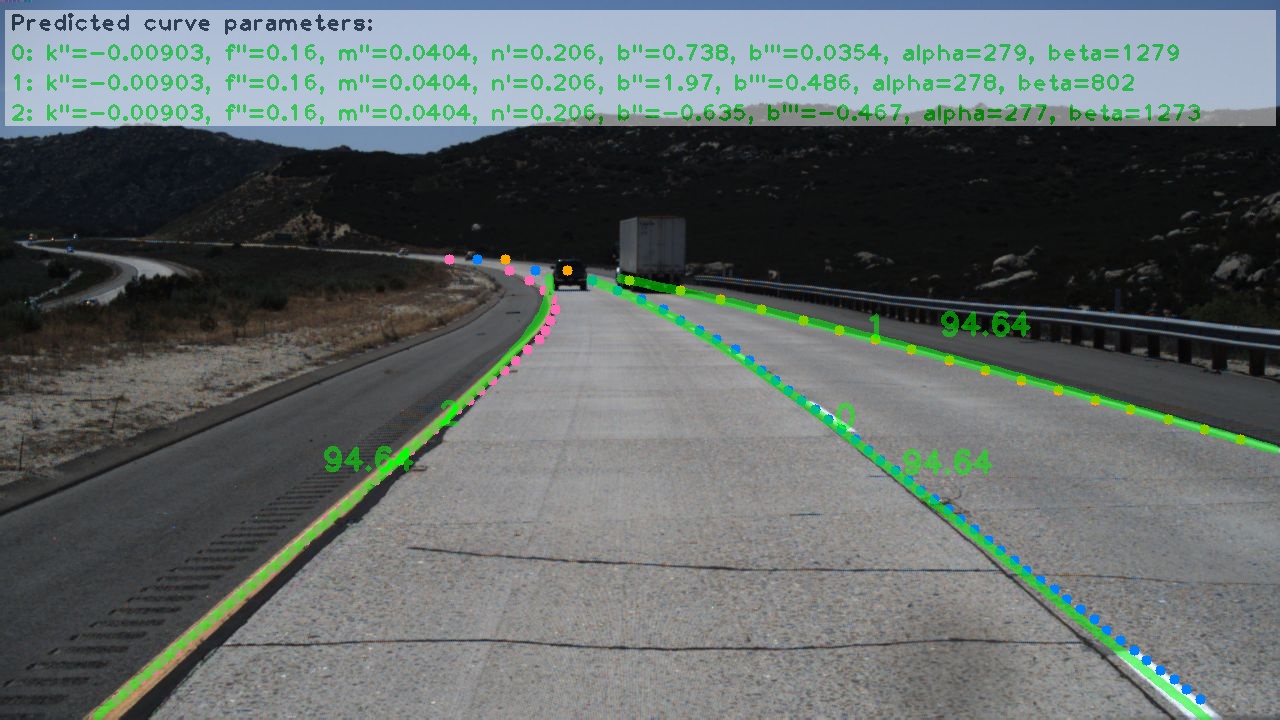 Predicted curve parameters:
0: k''=-0.00903, f''=0.16, m''=0.0404, n'=0.206, b''=0.738, b'''=0.0354, alpha=279, beta=1279
1: k''=-0.00903, f''=0.16, m''=0.0404, n'=0.206, b''=1.97, b'''=0.486, alpha=278, beta=802
2: k''=-0.00903, f''=0.16, m''=0.0404, n'=0.206, b''=-0.635, b'''=-0.467, alpha=277, beta=1273
1 94.64
2 0
94.64 94.64